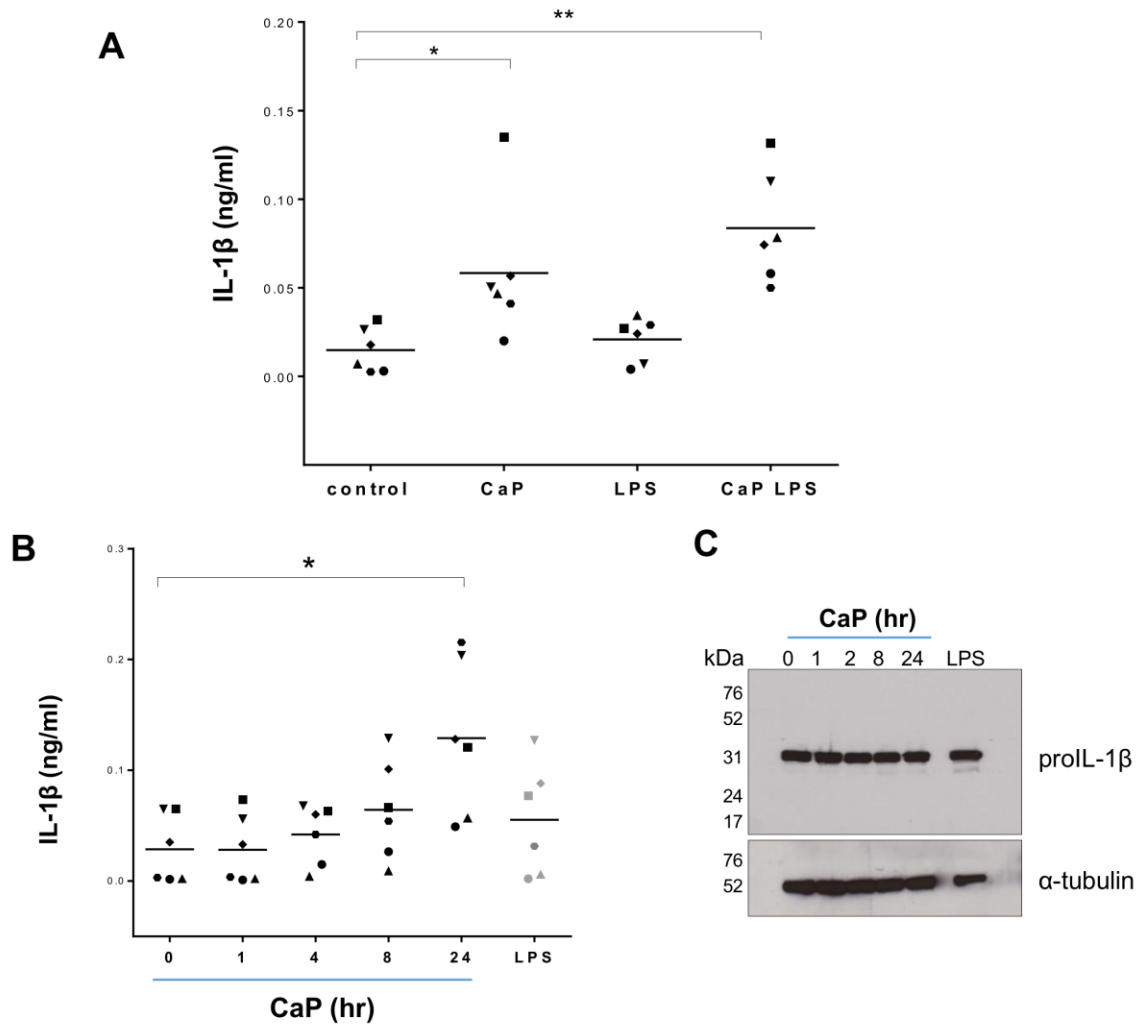 A
**
*
0.20
0.15
0.10
0.05
0.00
IL-1β (ng/ml)
control CaP LPS CaP LPS
B
*
0.3
0.2
0.1
0.0
IL-1β (ng/ml)
0 1 4 8 24 LPS
CaP (hr)
C
CaP (hr)
kDa 0 1 2 8 24 LPS
76
52
31
24
17
proIL-1β
76
52
α-tubulin